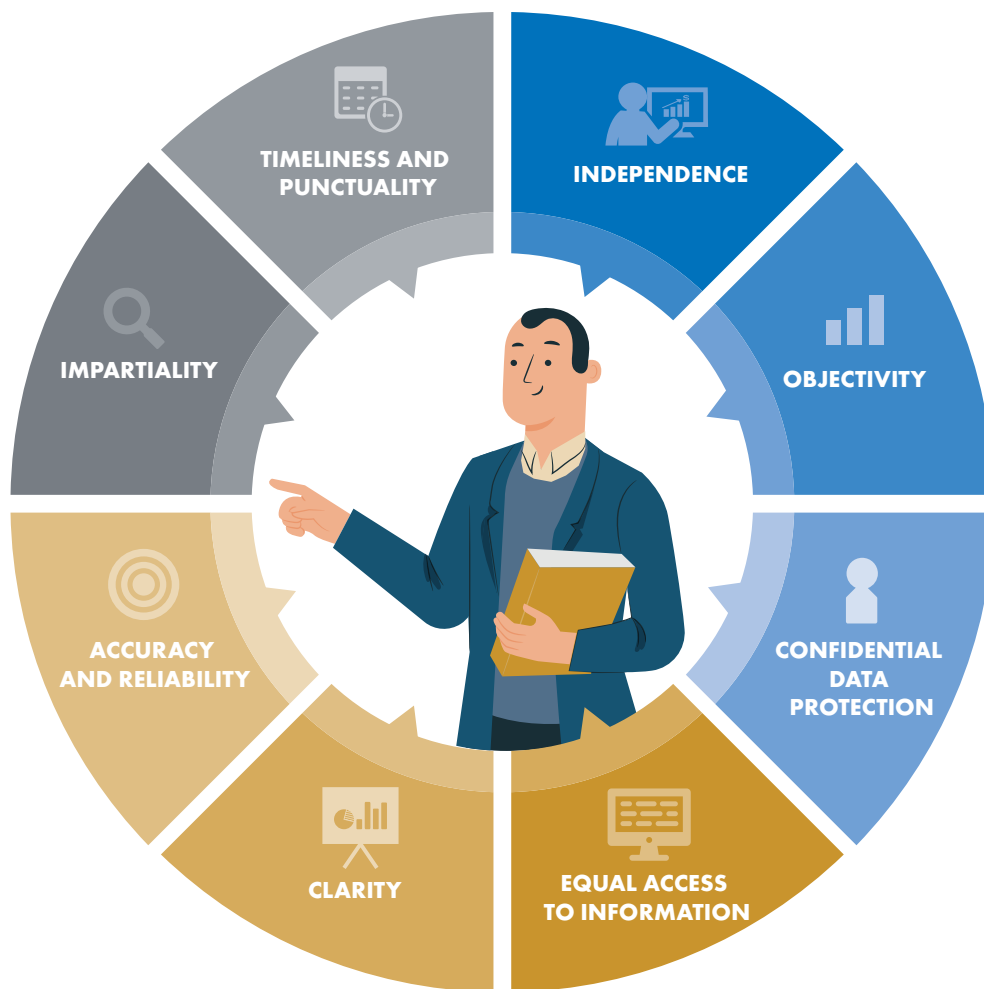 TIMELINESS AND
PUNCTUALITY
INDEPENDENCE
OBJECTIVITY
CONFIDENTIAL
DATA
PROTECTION
EQUAL ACCESS
TO INFORMATION
CLARITY
ACCURACY
AND RELIABILITY
IMPARTIALITY